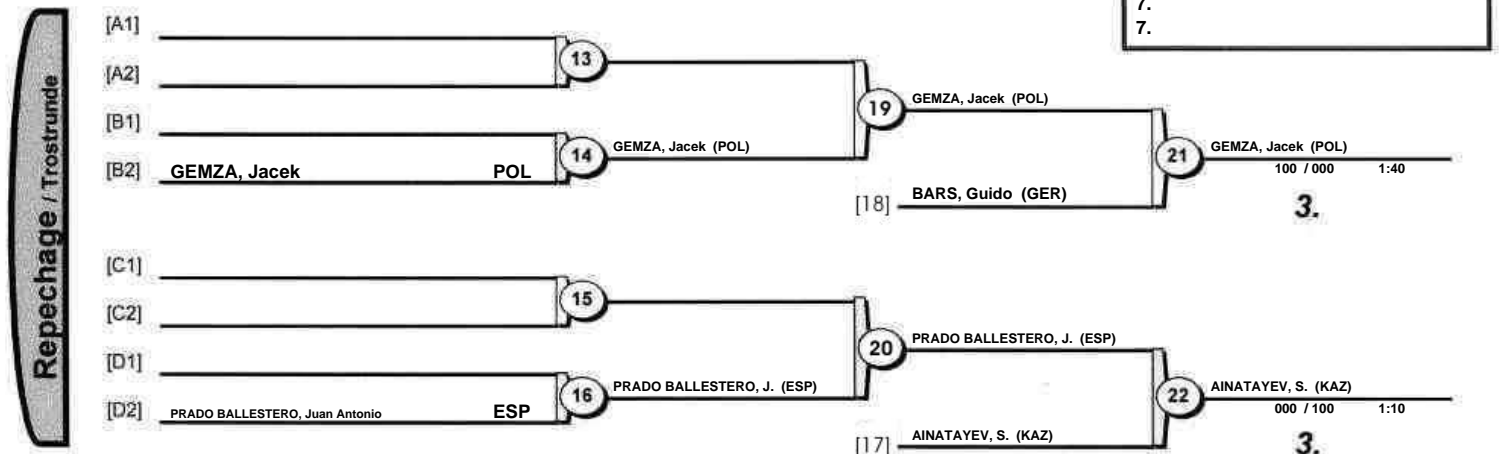 7.
7.
Repechage / Trostrunde
[A1]
13
[A2]
19
GEMZA, Jacek (POL)
[B1]
14
GEMZA, Jacek (POL)
21
GEMZA, Jacek (POL)
[B2] GEMZA, Jacek POL
100 / 000 1:40
[18] BARS, Guido (GER)
3.
[C1]
15
[C2]
20
PRADO BALLESTERO, J. (ESP)
[D1]
16
PRADO BALLESTERO, J. (ESP)
22
AINATAYEV, S. (KAZ)
[D2] PRADO BALLESTERO, Juan Antonio ESP
000 / 100 1:10
[17] AINATAYEV, S. (KAZ)
3.